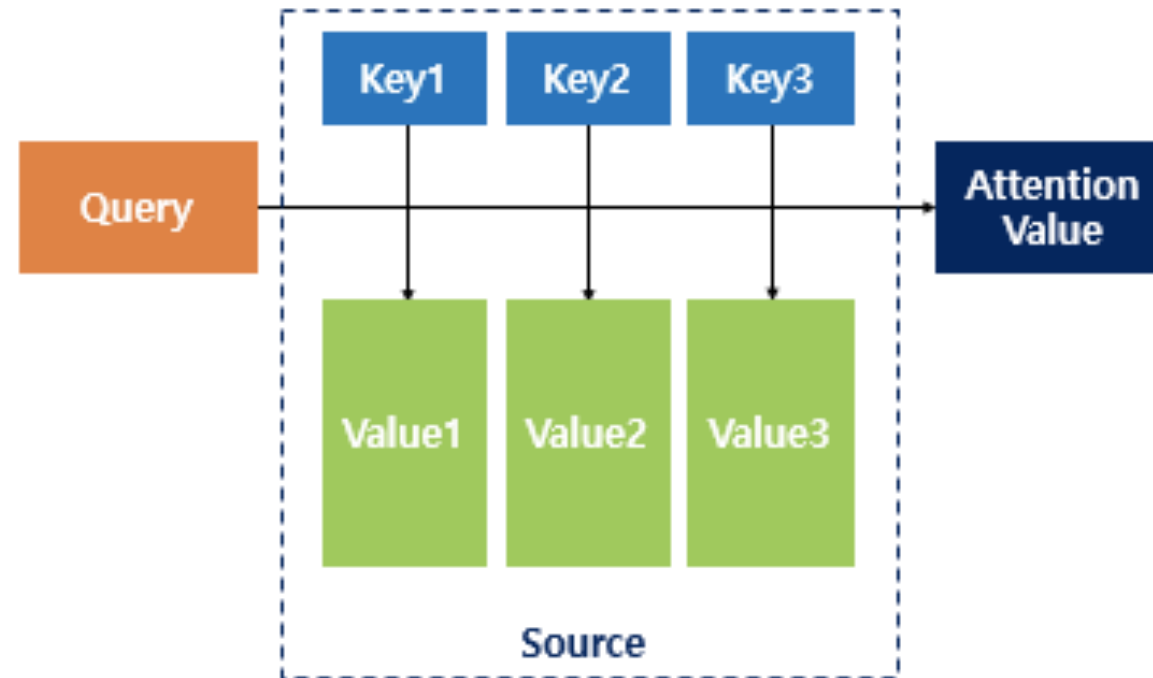 Key1 Key2 Key3
Query
Attention
Value
Value1 Value2 Value3
Source